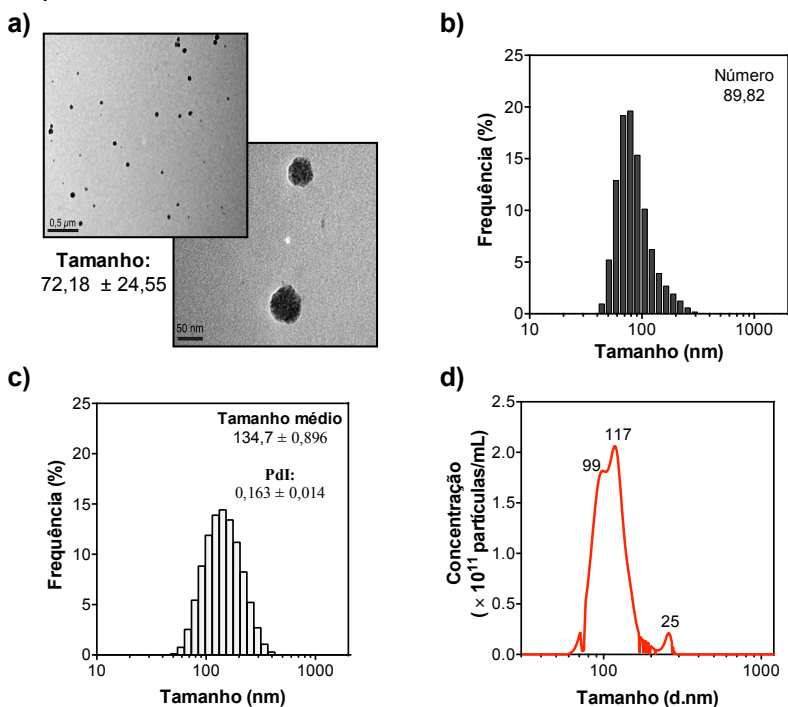 a)
0,5 µm
Tamanho:
72,18 ± 24,55
50 nm
b)
25
20
15
10
5
0
Frequência (%)
Número
89,82
10
100
1000
Tamanho (nm)
c)
25
20
15
10
5
0
Frequência (%)
Tamanho médio
134,7 ± 0,896
PdI:
0,163 ± 0,014
10
100
1000
Tamanho (nm)
d)
2.5
2.0
1.5
1.0
0.5
0.0
Concentração
( × 10¹¹ partículas/mL)
99
117
25
100
1000
Tamanho (d.nm)